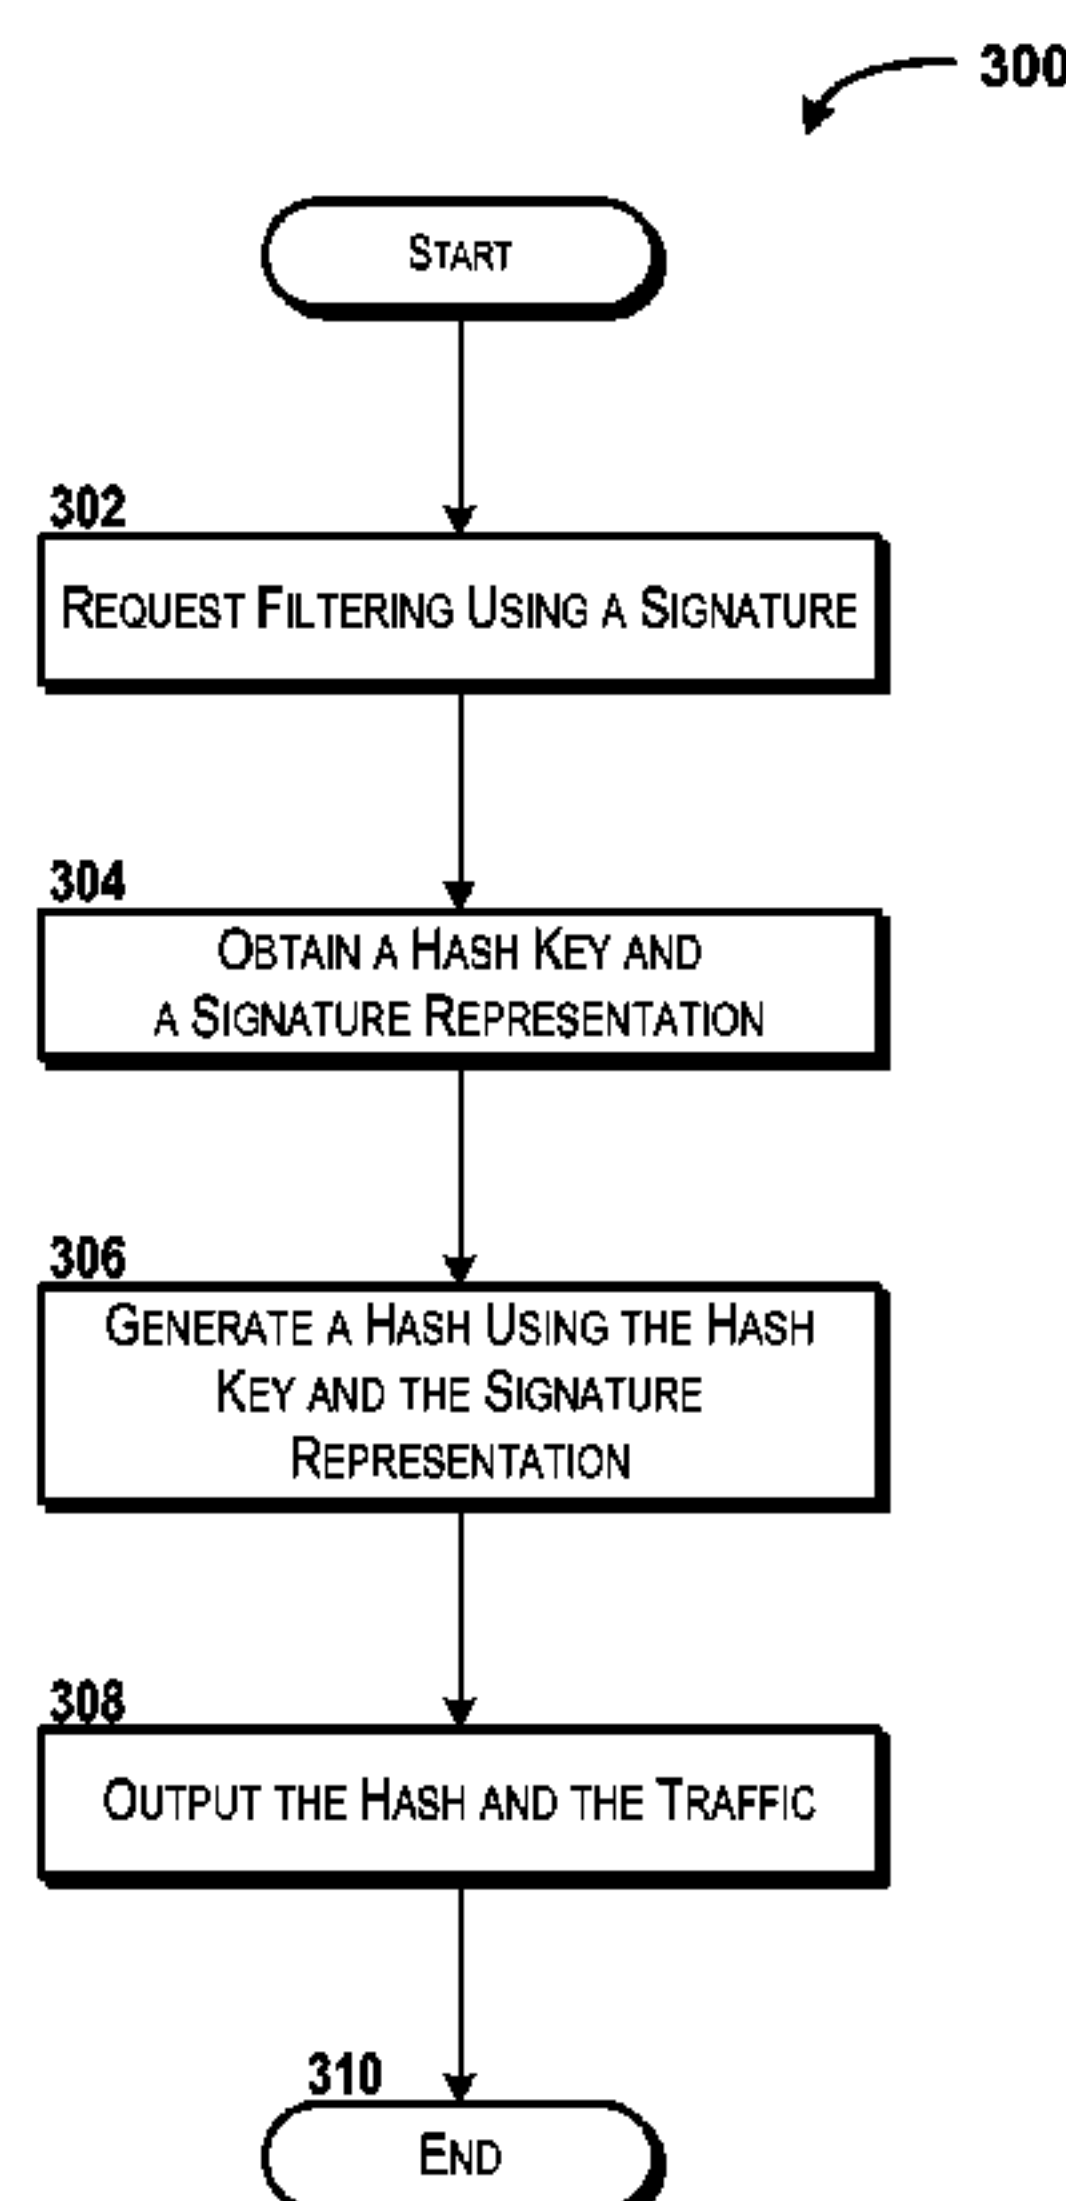 300
START
302
REQUEST FILTERING USING A SIGNATURE
304
OBTAIN A HASH KEY AND
A SIGNATURE REPRESENTATION
306
GENERATE A HASH USING THE HASH
KEY AND THE SIGNATURE
REPRESENTATION
308
OUTPUT THE HASH AND THE TRAFFIC
310
END